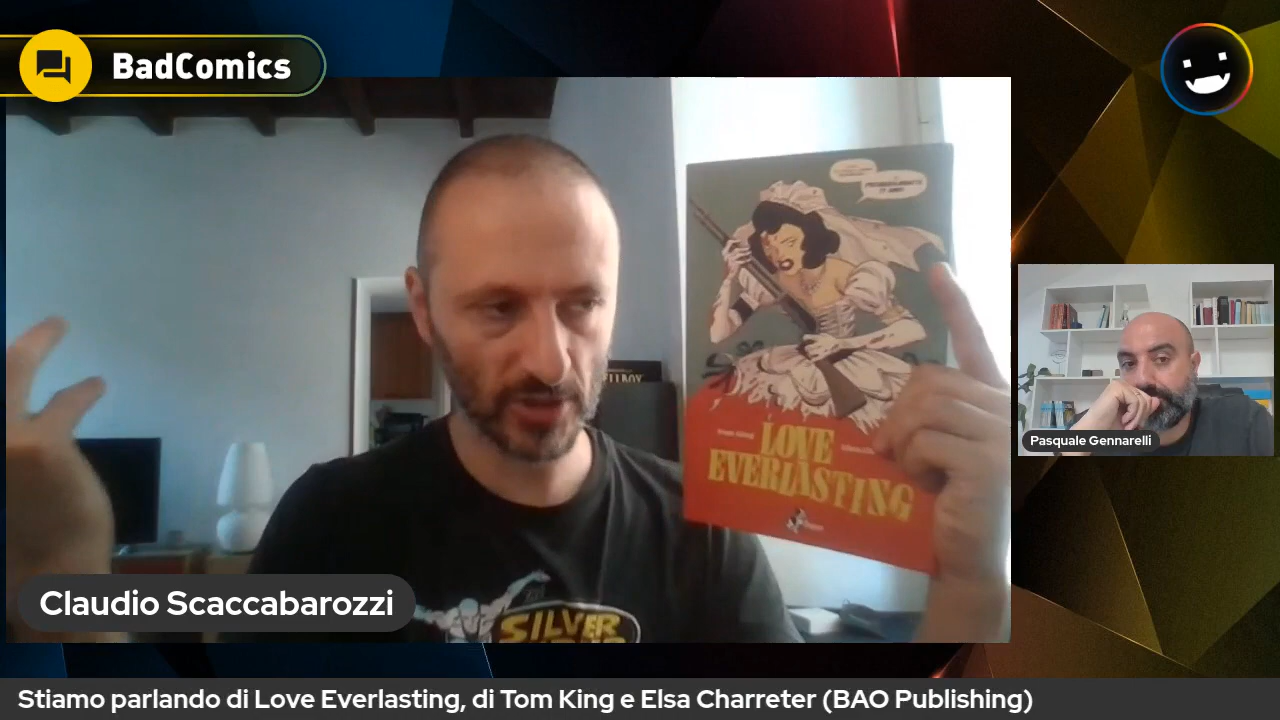 BadComics
LOVE
EVERLASTING
SILVER
Pasquale Gennarelli
Claudio Scaccabarozzi
Stiamo parlando di Love Everlasting, di Tom King e Elsa Charreter (BAO Publishing)